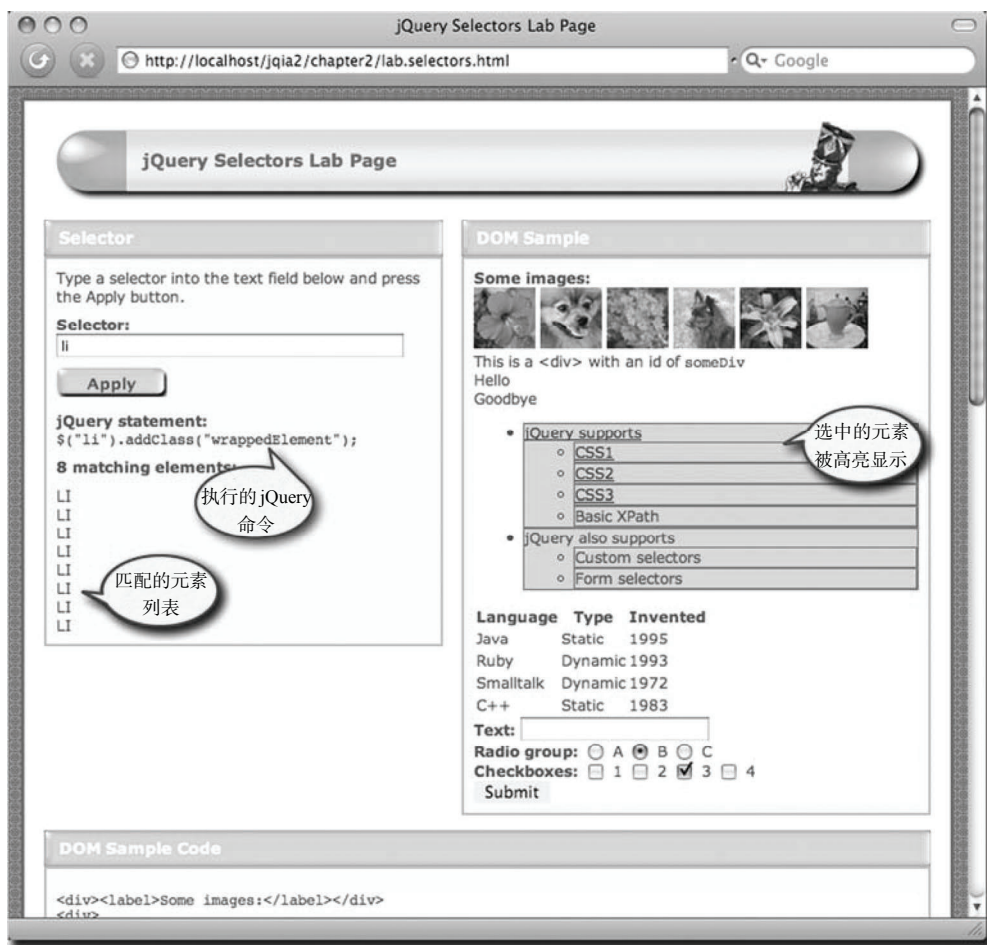 jQuery Selectors Lab Page
http://localhost/jqia2/chapter2/lab.selectors.html
Google
jQuery Selectors Lab Page
Selector
Type a selector into the text field below and press
the Apply button.
Selector:
li
Apply
jQuery statement:
$("li").addClass("wrappedElement");
8 matching elements:
执行的jQuery
命令
LI
LI
LI
LI
LI
LI
LI
LI
匹配的元素
列表
DOM Sample
Some images:
This is a <div> with an id of someDiv
Hello
Goodbye
• jQuery supports
◦ CSS1
◦ CSS2
◦ CSS3
◦ Basic XPath
• jQuery also supports
◦ Custom selectors
◦ Form selectors
选中的元素
被高亮显示
Language Type Invented
Java Static 1995
Ruby Dynamic 1993
Smalltalk Dynamic 1972
C++ Static 1983
Text:
Radio group: A B C
Checkboxes: 1 2 3 4
Submit
DOM Sample Code
<div><label>Some images:</label></div>
<div>